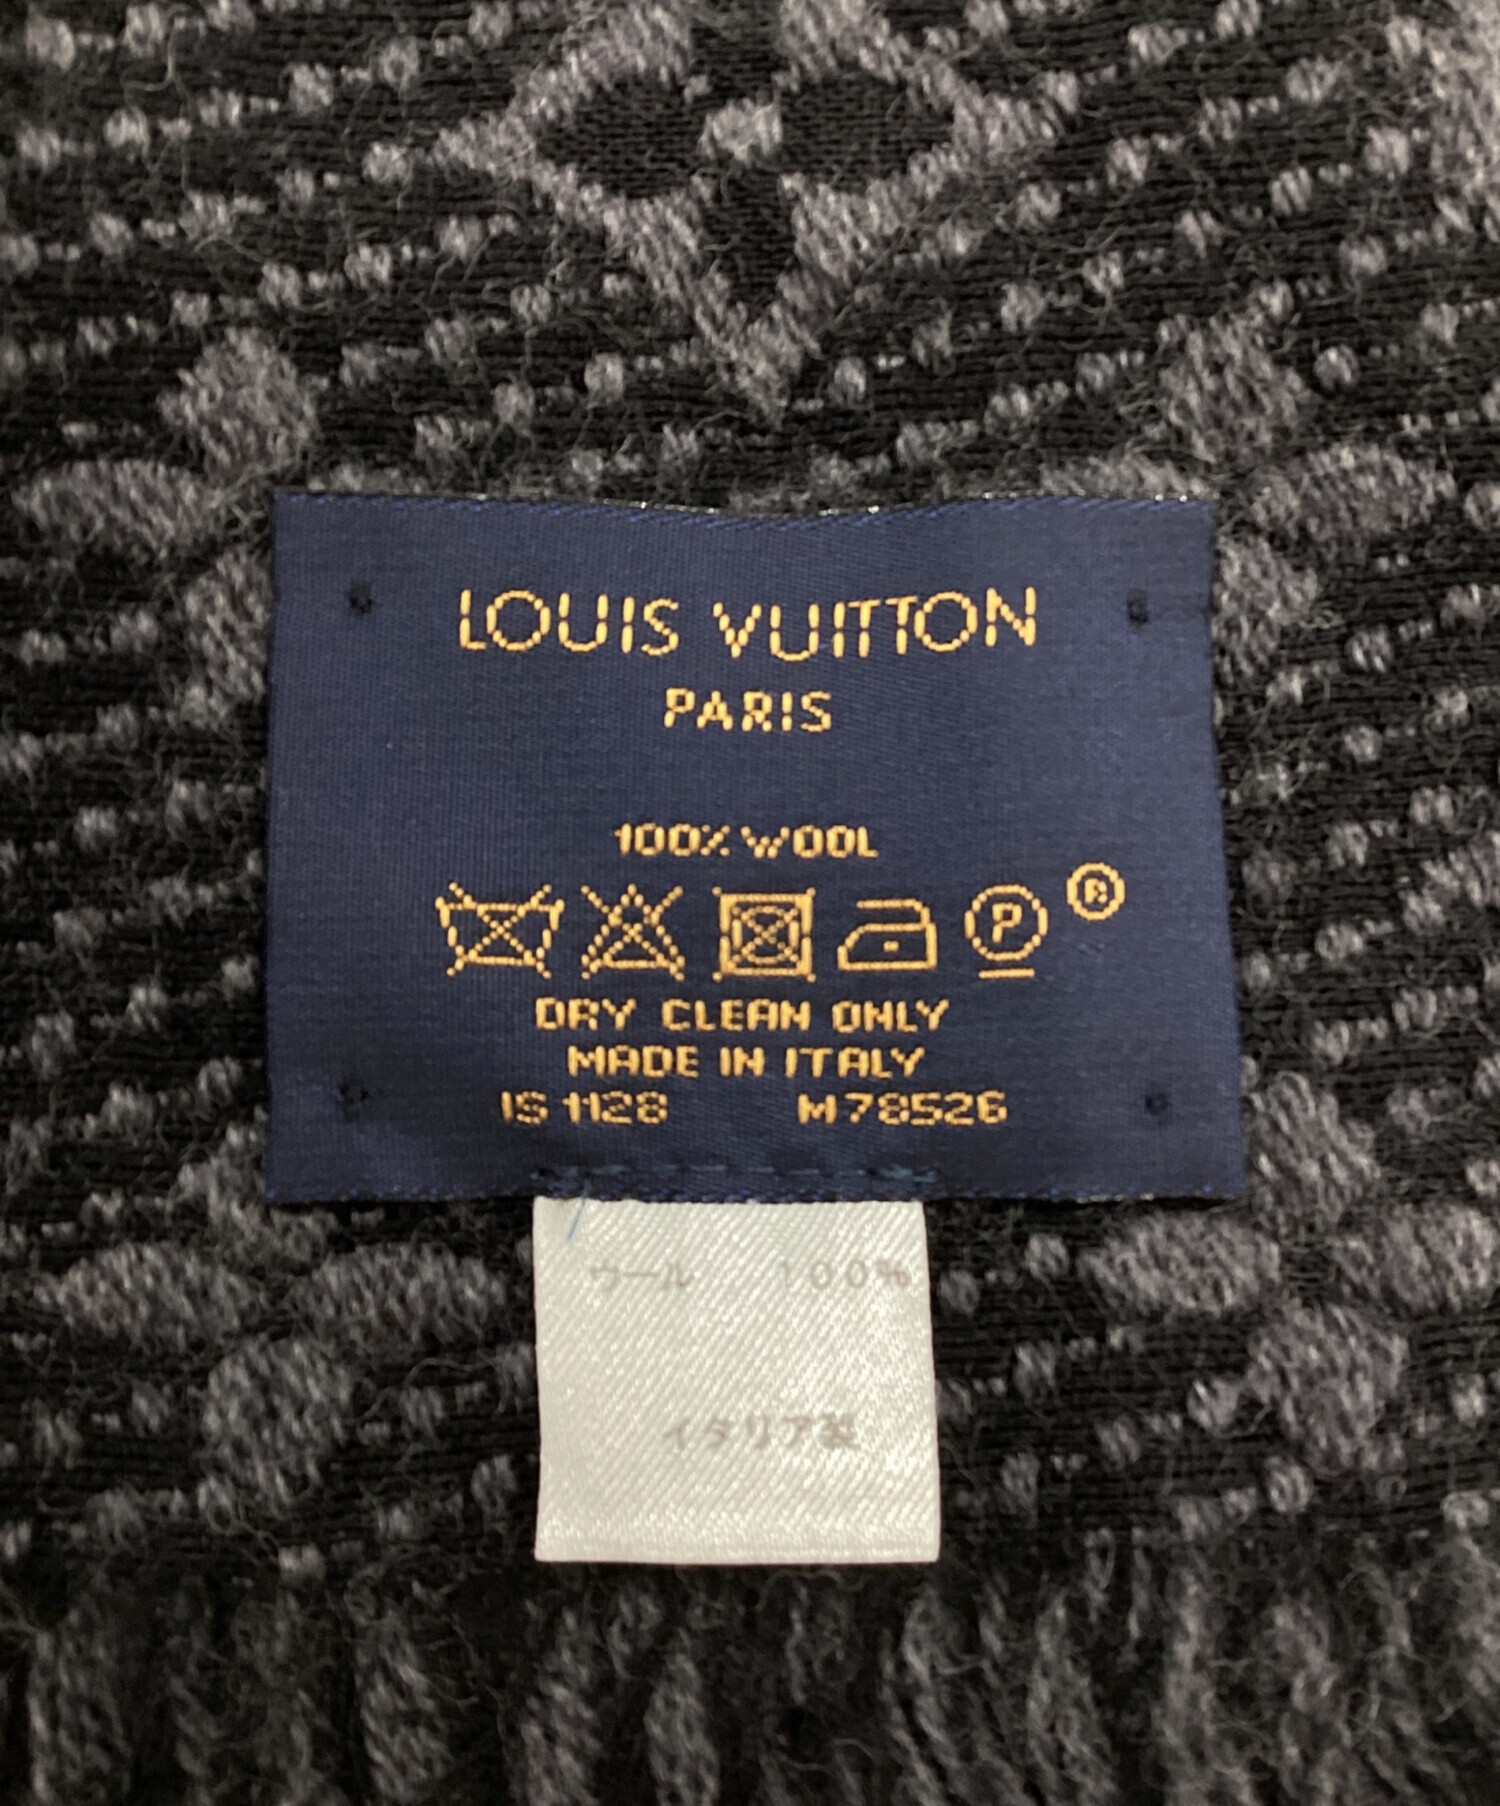 LOUIS VUITTON
PARIS
100% WOOL
P
®
DRY CLEAN ONLY
MADE IN ITALY
IS 1128 M78526
ウール 100%
イタリア製